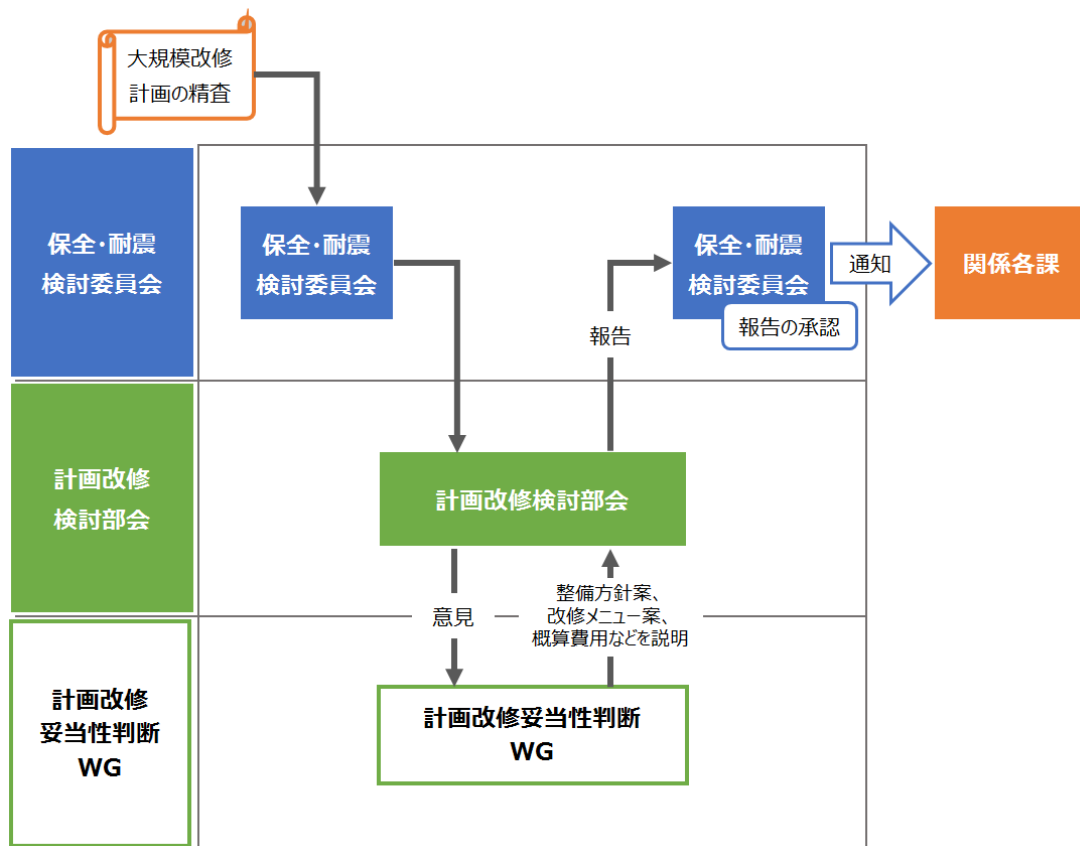 大規模改修
計画の精査
保全・耐震
検討委員会
保全・耐震
検討委員会
保全・耐震
検討委員会
通知
関係各課
報告の承認
報告
計画改修
検討部会
計画改修検討部会
意見
整備方針案、
改修メニュー案、
概算費用などを説明
計画改修
妥当性判断
WG
計画改修妥当性判断
WG